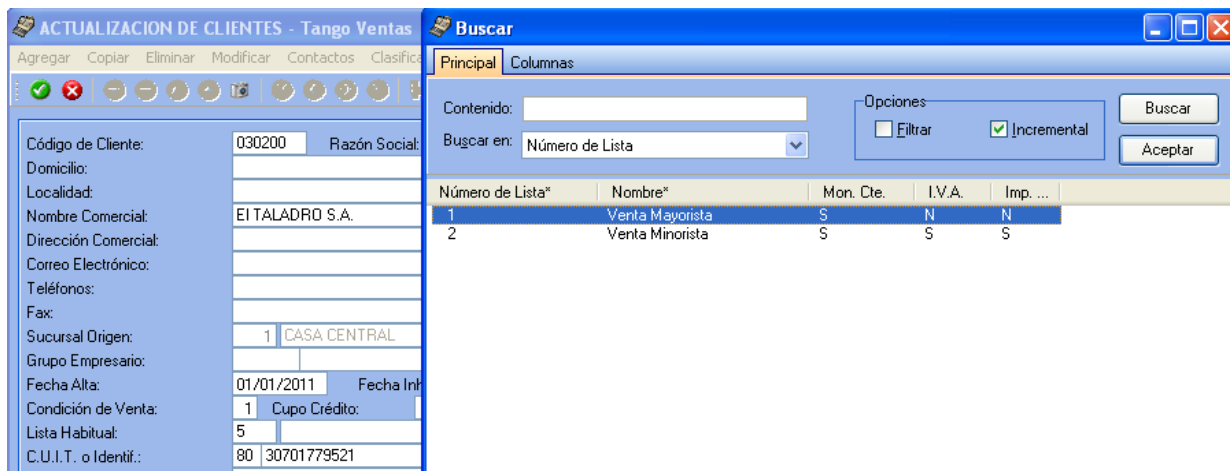 ACTUALIZACION DE CLIENTES - Tango Ventas
Agregar Copiar Eliminar Modificar Contactos Clasifica
Código de Cliente: 030200 Razón Social:
Domicilio:
Localidad:
Nombre Comercial: El TALADRO S.A.
Dirección Comercial:
Correo Electrónico:
Teléfonos:
Fax:
Sucursal Origen: 1 CASA CENTRAL
Grupo Empresario:
Fecha Alta: 01/01/2011 Fecha Inh
Condición de Venta: 1 Cupo Crédito:
Lista Habitual: 5
C.U.I.T. o Identif.: 80 30701779521
Buscar
Principal Columnas
Contenido:
Buscar en: Número de Lista
Opciones
Filtrar Incremental
Buscar
Aceptar
Número de Lista* Nombre* Mon. Cte. I.V.A. Imp. ...
1 Venta Mayorista S N N
2 Venta Minorista S S S